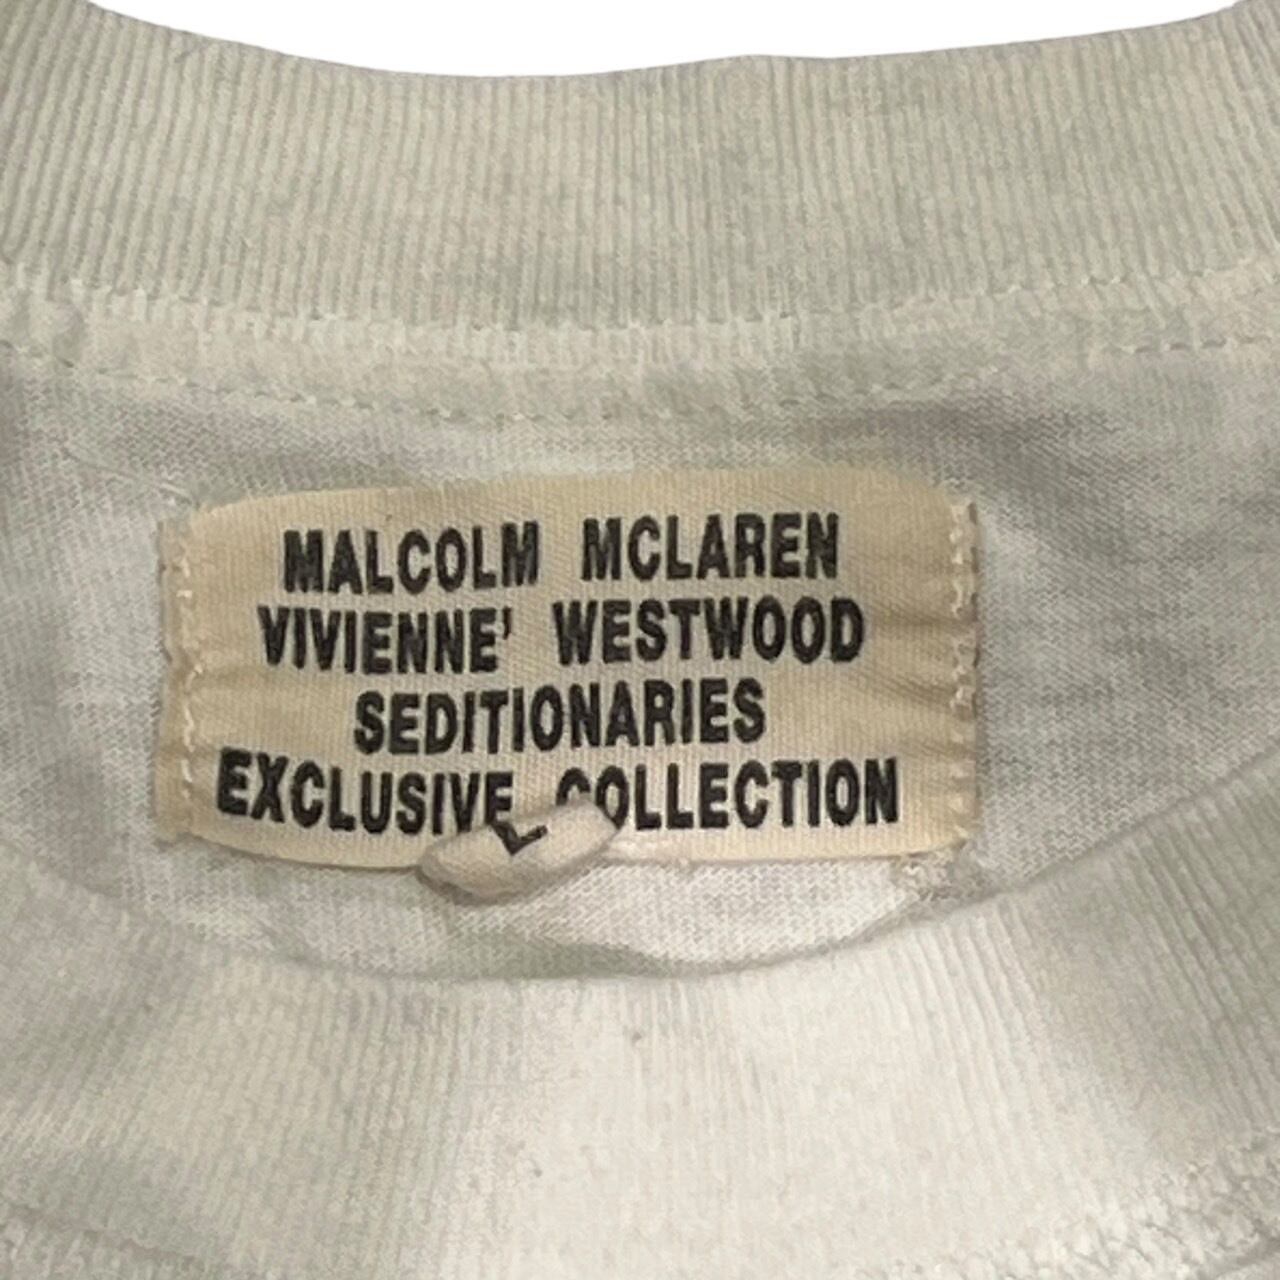 MALCOLM MCLAREN
VIVIENNE' WESTWOOD
SEDITIONARIES
EXCLUSIVE COLLECTION
L